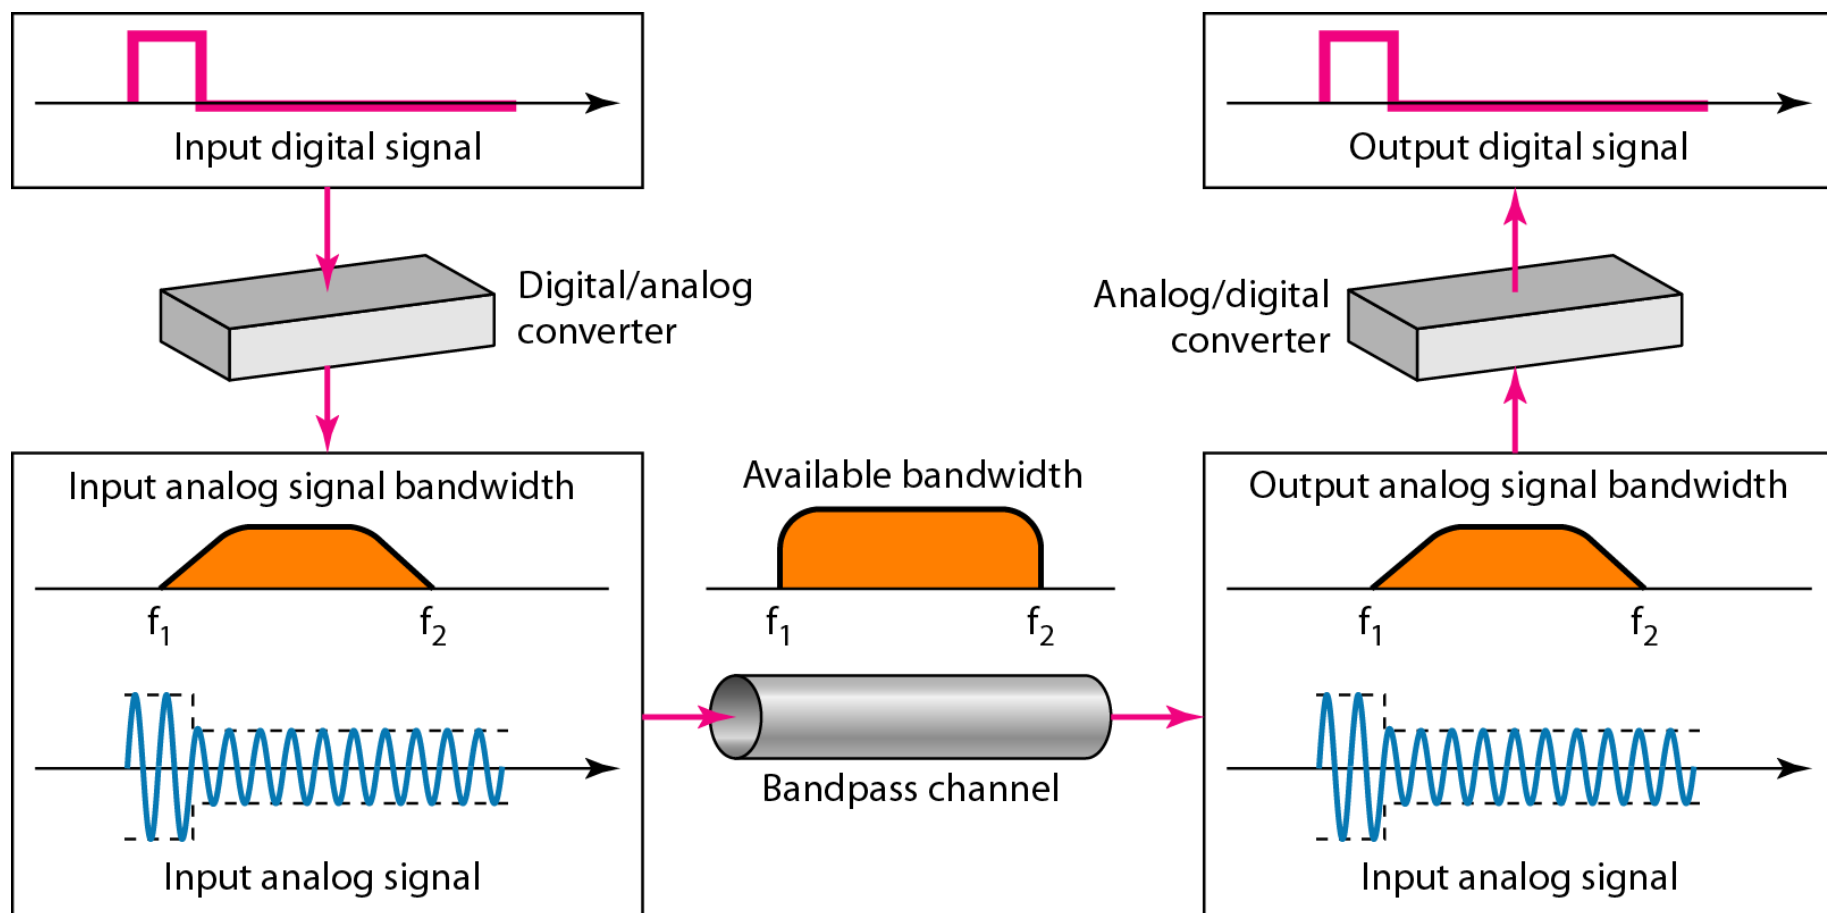 Input digital signal
Output digital signal
Digital/analog
converter
Analog/digital
converter
Input analog signal bandwidth
f₁
f₂
Input analog signal
Available bandwidth
f₁
f₂
Bandpass channel
Output analog signal bandwidth
f₁
f₂
Input analog signal